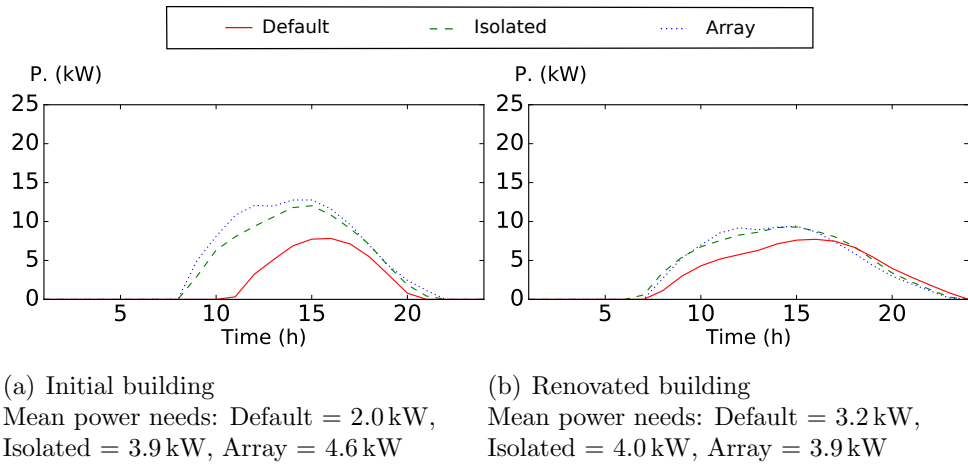 Default Isolated Array
P. (kW)
25
20
15
10
5
0
5 10 15 20
Time (h)
P. (kW)
25
20
15
10
5
0
5 10 15 20
Time (h)
(a) Initial building
Mean power needs: Default = 2.0 kW,
Isolated = 3.9 kW, Array = 4.6 kW
(b) Renovated building
Mean power needs: Default = 3.2 kW,
Isolated = 4.0 kW, Array = 3.9 kW